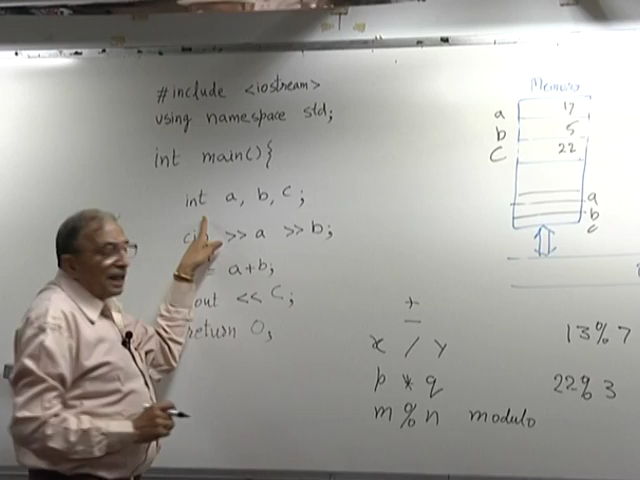 #include <iostream>
using namespace std;
int main(){
int a, b, c;
>> a >> b;
= a+b;
out << C;
return 0;
Memory
a 17
b 5
C 22
a
b
c
+
-
x / y
p * q
m % n modulo
13%7
22% 3